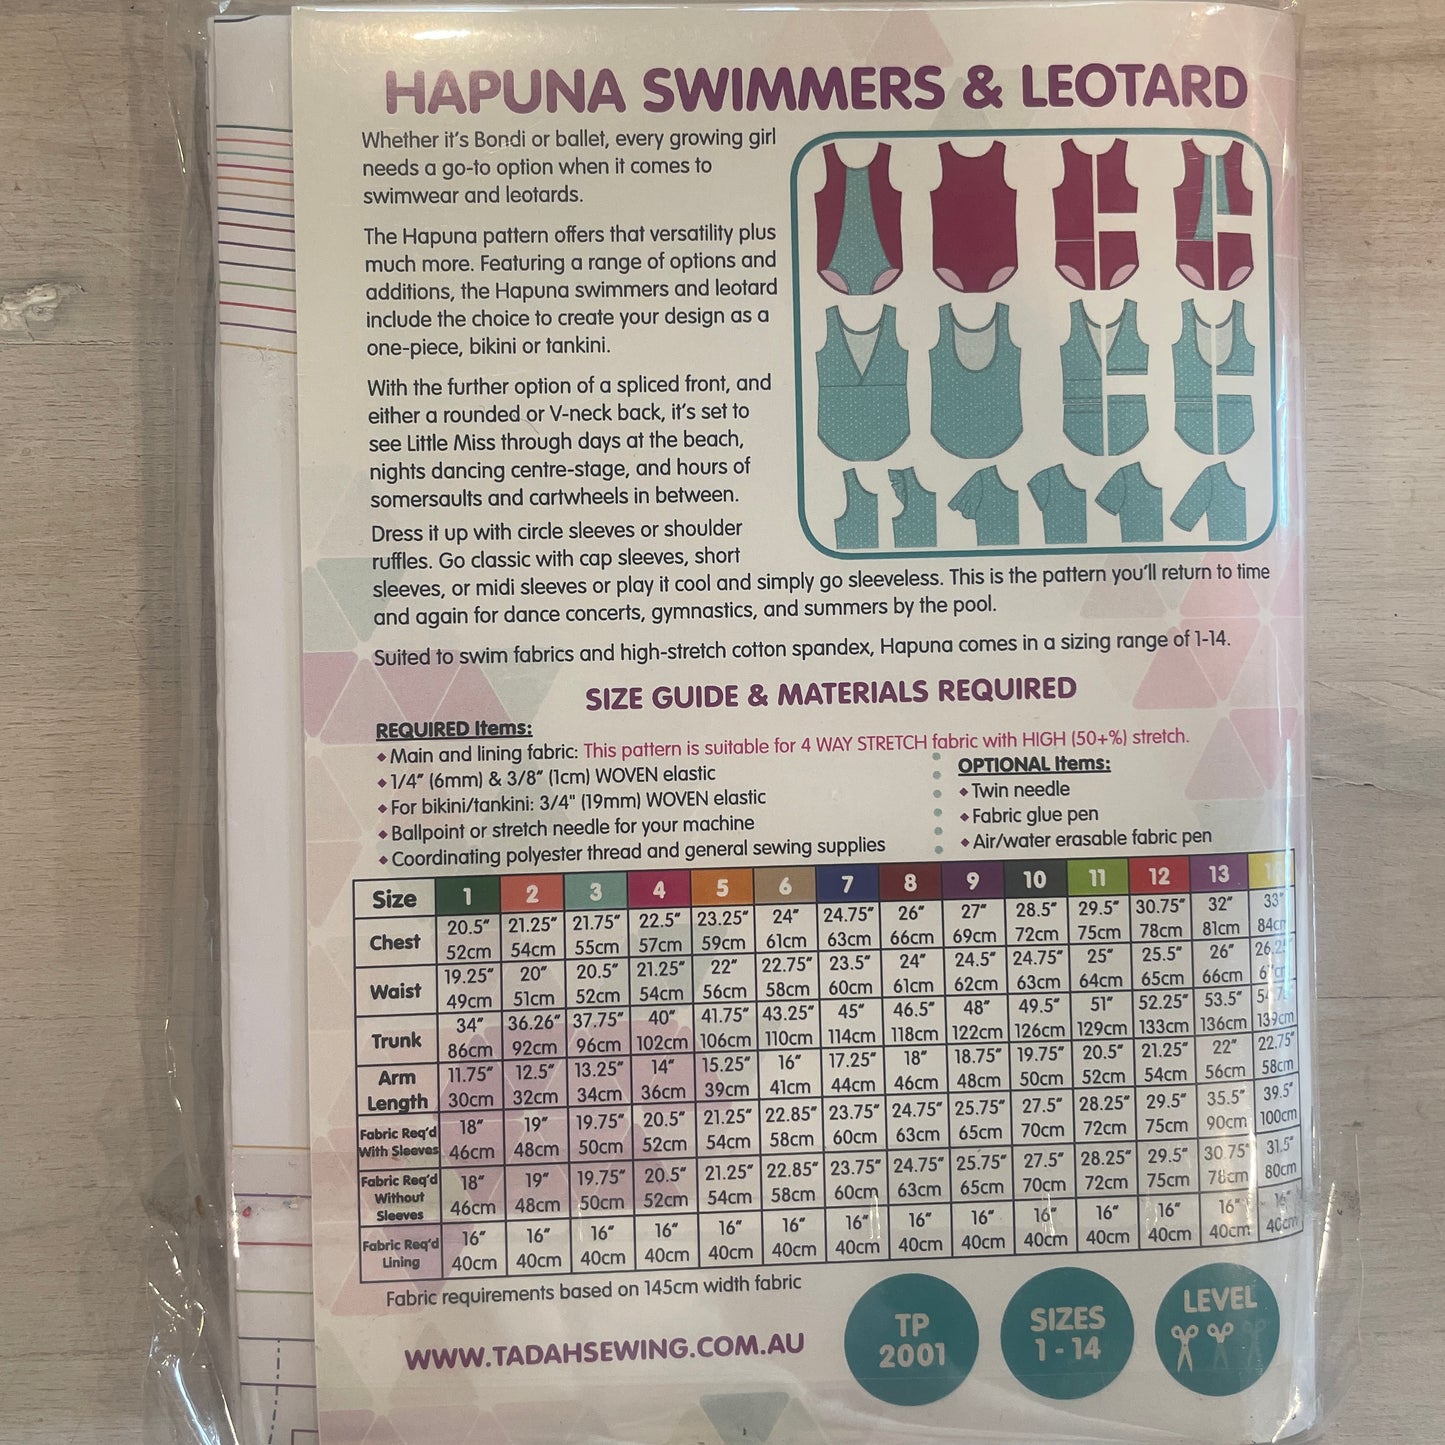 HAPUNA SWIMMERS & LEOTARD
Whether it's Bondi or ballet, every growing girl
needs a go-to option when it comes to
swimwear and leotards.
The Hapuna pattern offers that versatility plus
much more. Featuring a range of options and
additions, the Hapuna swimmers and leotard
include the choice to create your design as a
one-piece, bikini or tankini.
With the further option of a spliced front, and
either a rounded or V-neck back, it's set to
see Little Miss through days at the beach,
nights dancing centre-stage, and hours of
somersaults and cartwheels in between.
Dress it up with circle sleeves or shoulder
ruffles. Go classic with cap sleeves, short
sleeves, or midi sleeves or play it cool and simply go sleeveless. This is the pattern you'll return to time
and again for dance concerts, gymnastics, and summers by the pool.
Suited to swim fabrics and high-stretch cotton spandex, Hapuna comes in a sizing range of 1-14.
SIZE GUIDE & MATERIALS REQUIRED
REQUIRED Items:
Main and lining fabric: This pattern is suitable for 4 WAY STRETCH fabric with HIGH (50+%) stretch.
1/4" (6mm) & 3/8" (1cm) WOVEN elastic
For bikini/tankini: 3/4" (19mm) WOVEN elastic
Ballpoint or stretch needle for your machine
Coordinating polyester thread and general sewing supplies
OPTIONAL Items:
Twin needle
Fabric glue pen
Air/water erasable fabric pen
Size 1 2 3 4 5 6 7 8 9 10 11 12 13
Chest 20.5" 21.25" 21.75" 22.5" 23.25" 24" 24.75" 26" 27" 28.5" 29.5" 30.75" 32" 33"
52cm 54cm 55cm 57cm 59cm 61cm 63cm 66cm 69cm 72cm 75cm 78cm 81cm 84cm
Waist 19.25" 20" 20.5" 21.25" 22" 22.75" 23.5" 24" 24.5" 24.75" 25" 25.5" 26"
49cm 51cm 52cm 54cm 56cm 58cm 60cm 61cm 62cm 63cm 64cm 65cm 66cm
Trunk 34" 36.26" 37.75" 40" 41.75" 43.25" 45" 46.5" 48" 49.5" 51" 52.25" 53.5"
86cm 92cm 96cm 102cm 106cm 110cm 114cm 118cm 122cm 126cm 129cm 133cm 136cm 139cm
Arm Length 11.75" 12.5" 13.25" 14" 15.25" 16" 17.25" 18" 18.75" 19.75" 20.5" 21.25" 22" 22.75"
30cm 32cm 34cm 36cm 39cm 41cm 44cm 46cm 48cm 50cm 52cm 54cm 56cm 58cm
Fabric Req'd With Sleeves 18" 19" 19.75" 20.5" 21.25" 22.85" 23.75" 24.75" 25.75" 27.5" 28.25" 29.5" 35.5" 39.5"
46cm 48cm 50cm 52cm 54cm 58cm 60cm 63cm 65cm 70cm 72cm 75cm 90cm 100cm
Fabric Req'd Without Sleeves 18" 19" 19.75" 20.5" 21.25" 22.85" 23.75" 24.75" 25.75" 27.5" 28.25" 29.5" 30.75" 31.5"
46cm 48cm 50cm 52cm 54cm 58cm 60cm 63cm 65cm 70cm 72cm 75cm 78cm 80cm
Fabric Req'd Lining 16" 16" 16" 16" 16" 16" 16" 16" 16" 16" 16" 16" 16" 16"
40cm 40cm 40cm 40cm 40cm 40cm 40cm 40cm 40cm 40cm 40cm 40cm 40cm 40cm
Fabric requirements based on 145cm width fabric
WWW.TADAHSEWING.COM.AU
TP
2001
SIZES
1 - 14
LEVEL